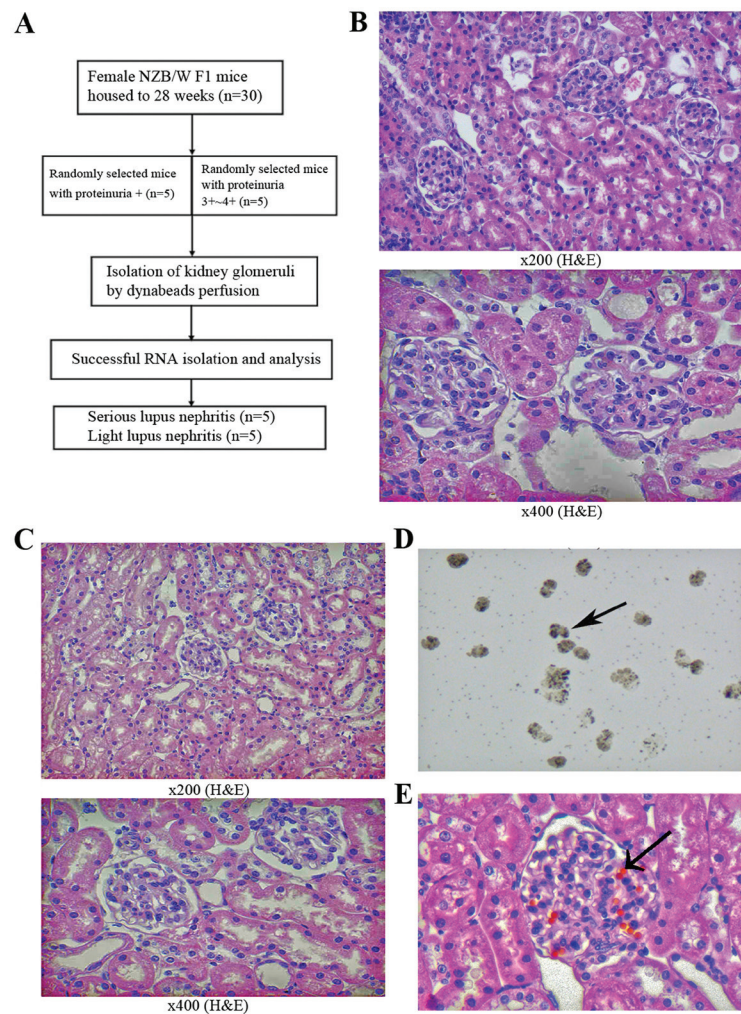 A
Female NZB/W F1 mice
housed to 28 weeks (n=30)
Randomly selected mice
with proteinuria + (n=5)
Randomly selected mice
with proteinuria
3+~4+ (n=5)
Isolation of kidney glomeruli
by dynabeads perfusion
Successful RNA isolation and analysis
Serious lupus nephritis (n=5)
Light lupus nephritis (n=5)
B
x200 (H&E)
x400 (H&E)
C
x200 (H&E)
x400 (H&E)
D
E